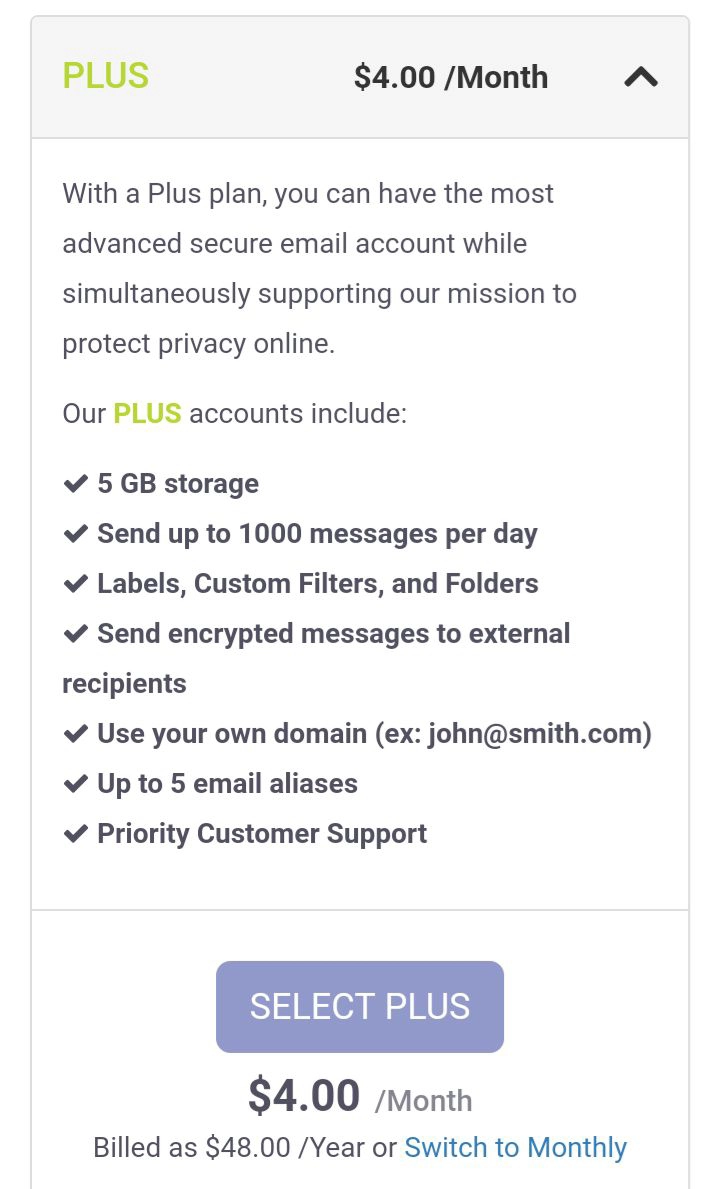 PLUS $4.00 /Month
With a Plus plan, you can have the most
advanced secure email account while
simultaneously supporting our mission to
protect privacy online.
Our PLUS accounts include:
✔ 5 GB storage
✔ Send up to 1000 messages per day
✔ Labels, Custom Filters, and Folders
✔ Send encrypted messages to external
recipients
✔ Use your own domain (ex: john@smith.com)
✔ Up to 5 email aliases
✔ Priority Customer Support
SELECT PLUS
$4.00 /Month
Billed as $48.00 /Year or Switch to Monthly